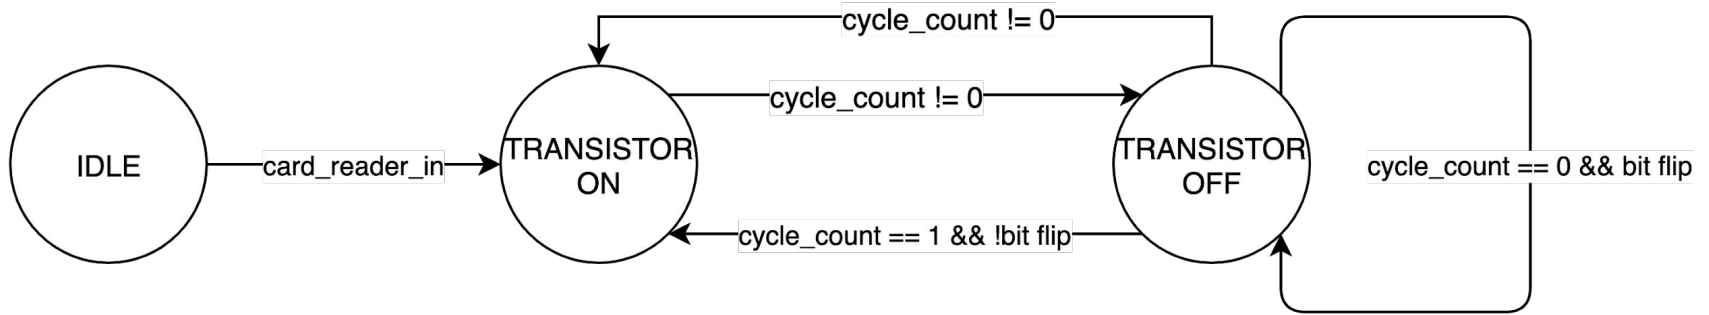 cycle_count != 0
cycle_count != 0
IDLE
card_reader_in
TRANSISTOR
ON
TRANSISTOR
OFF
cycle_count == 0 && bit flip
cycle_count == 1 && !bit flip